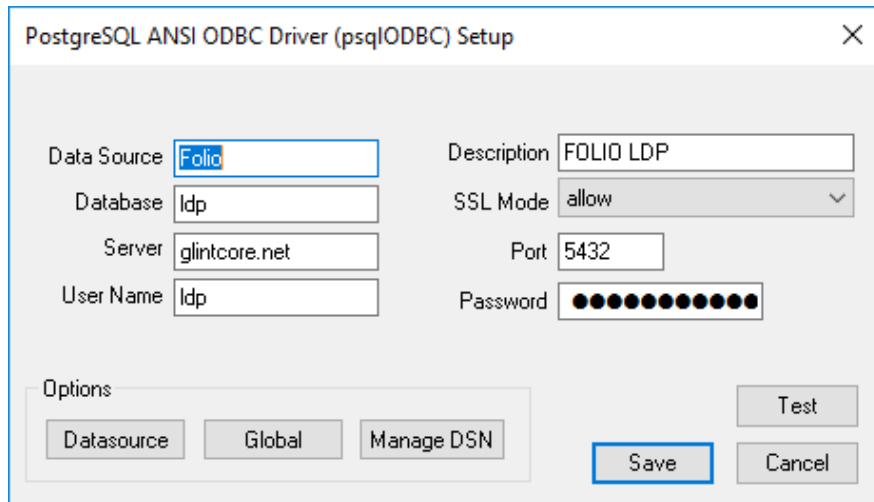 PostgreSQL ANSI ODBC Driver (psqlODBC) Setup
Data Source Folio
Description FOLIO LDP
Database ldp
SSL Mode allow
Server glintcore.net
Port 5432
User Name ldp
Password ●●●●●●●●●●●
Options
Datasource Global Manage DSN
Test
Save Cancel